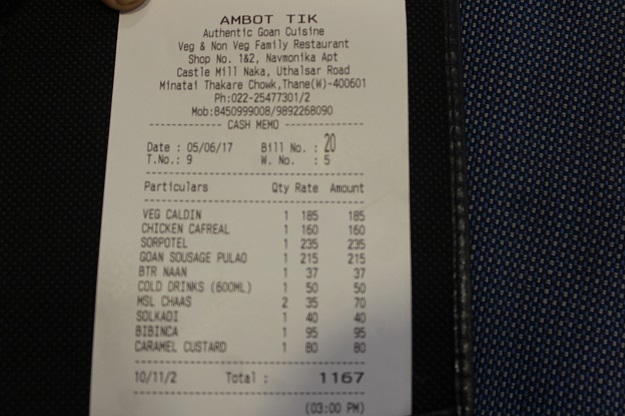 AMBOT TIK
Authentic Goan Cuisine
Veg & Non Veg Family Restaurant
Shop No. 1&2, Navmonika Apt
Castle Mill Naka, Uthalsar Road
Minatai Thakare Chowk,Thane(W)-400601
Ph:022-25477301/2
Mob:8450999008/9892268090
CASH MEMO
Date : 05/06/17 Bill No. : 20
T.No.: 9 W. No. : 5
Particulars Qty Rate Amount
VEG CALDIN 1 185 185
CHICKEN CAFREAL 1 160 160
SORPOTEL 1 235 235
GOAN SOUSAGE PULAO 1 215 215
BTR NAAN 1 37 37
COLD DRINKS (600ML) 1 50 50
MSL CHAAS 2 35 70
SOLKADI 1 40 40
BIBINCA 1 95 95
CARAMEL CUSTARD 1 80 80
10/11/2 Total : 1167
(03:00 PM)